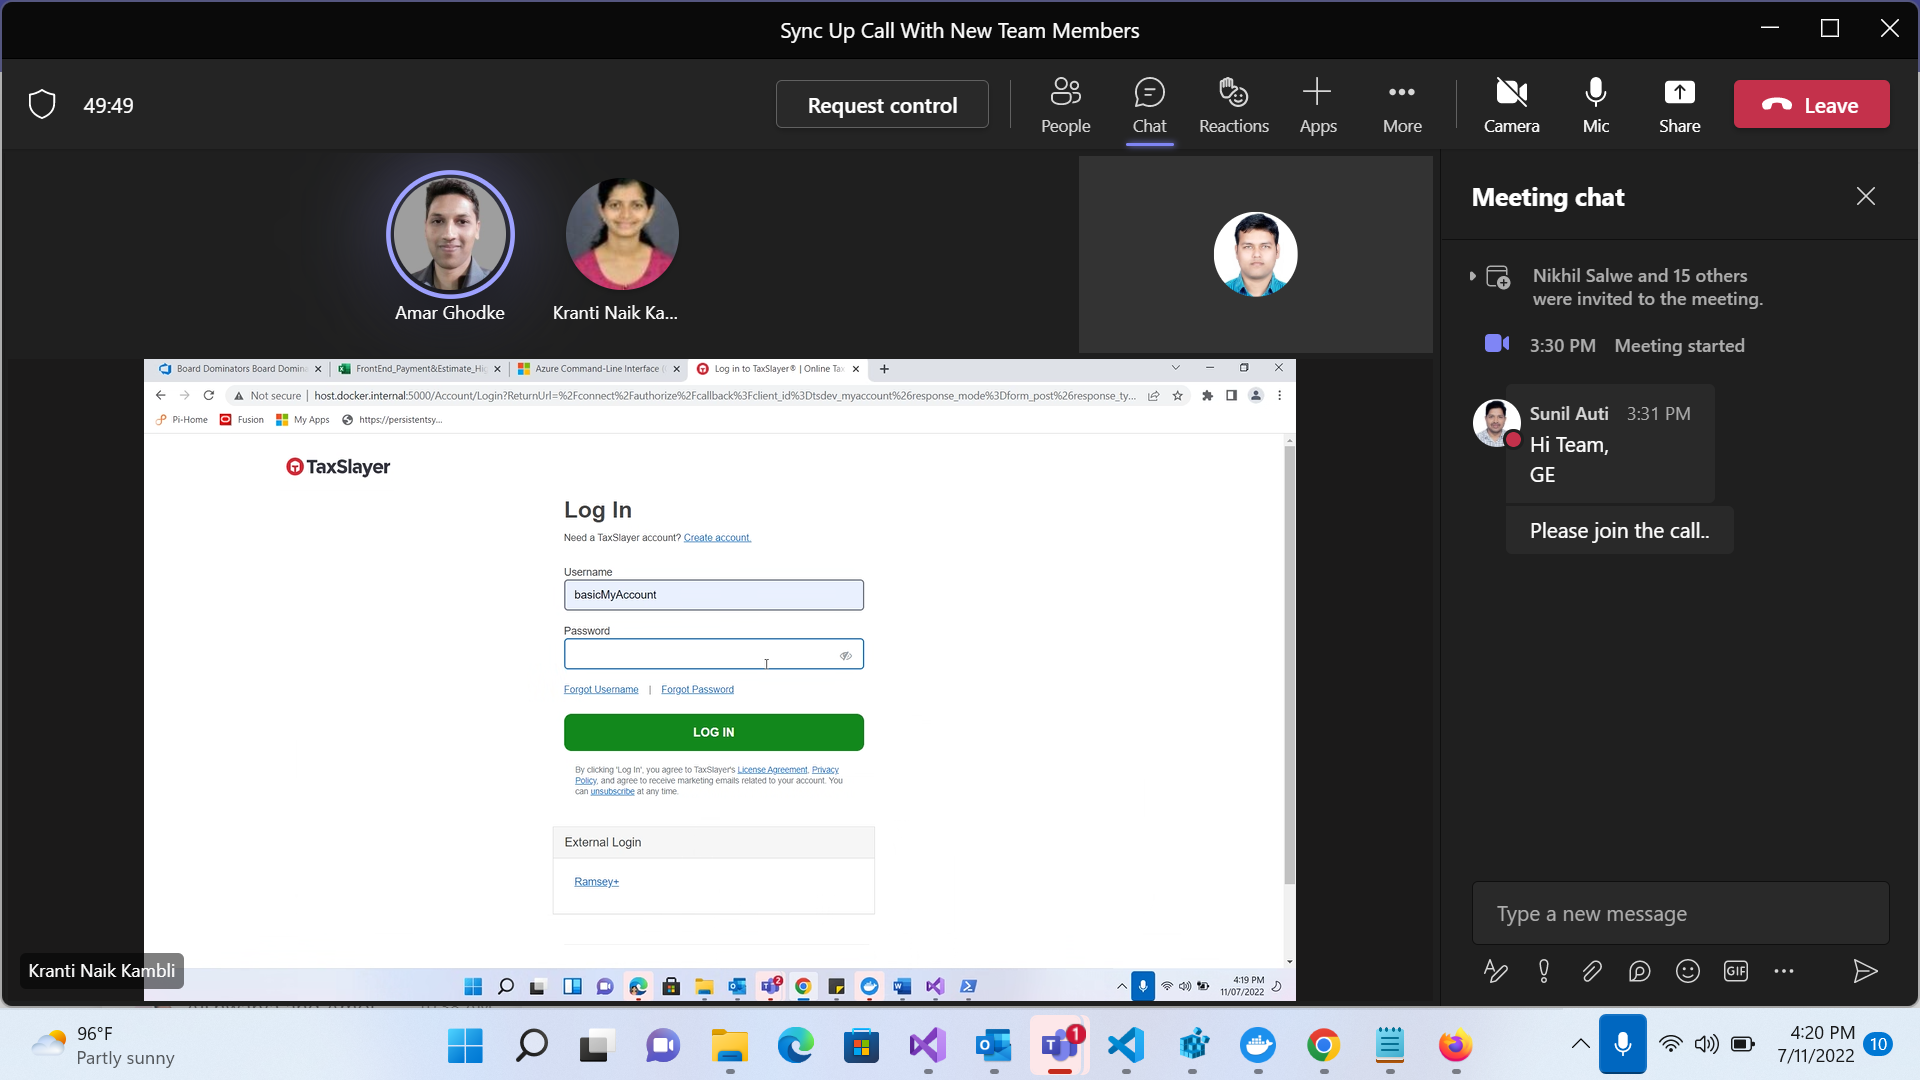 Sync Up Call With New Team Members
49:49
Request control
People
Chat
Reactions
Apps
More
Camera
Mic
Share
Leave
Amar Ghodke
Kranti Naik Ka...
Meeting chat
Nikhil Salwe and 15 others
were invited to the meeting.
3:30 PM Meeting started
Sunil Auti 3:31 PM
Hi Team,
GE
Please join the call..
Type a new message
GIF
Board Dominators Board Domin
FrontEnd_Payment&Estimate_Hi
Azure Command-Line Interface
Log in to TaxSlayer® | Online Ta
Not secure | host.docker.internal:5000/Account/Login?ReturnUrl=%2Fconnect%2Fauthorize%2Fcallback%3Fclient_id%3Dtsdev_myaccount%26response_mode%3Dform_post%26response_ty...
Pi-Home
Fusion
My Apps
https://persistentsy...
TaxSlayer
Log In
Need a TaxSlayer account? Create account.
Username
basicMyAccount
Password
Forgot Username | Forgot Password
LOG IN
By clicking 'Log In', you agree to TaxSlayer's License Agreement, Privacy
Policy, and agree to receive marketing emails related to your account. You
can unsubscribe at any time.
External Login
Ramsey+
Kranti Naik Kambli
2
4:19 PM
11/07/2022
96°F
Partly sunny
1
4:20 PM
7/11/2022
10